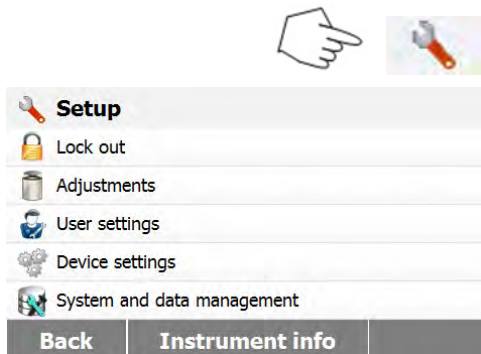 Setup
Lock out
Adjustments
User settings
Device settings
System and data management
Back Instrument info